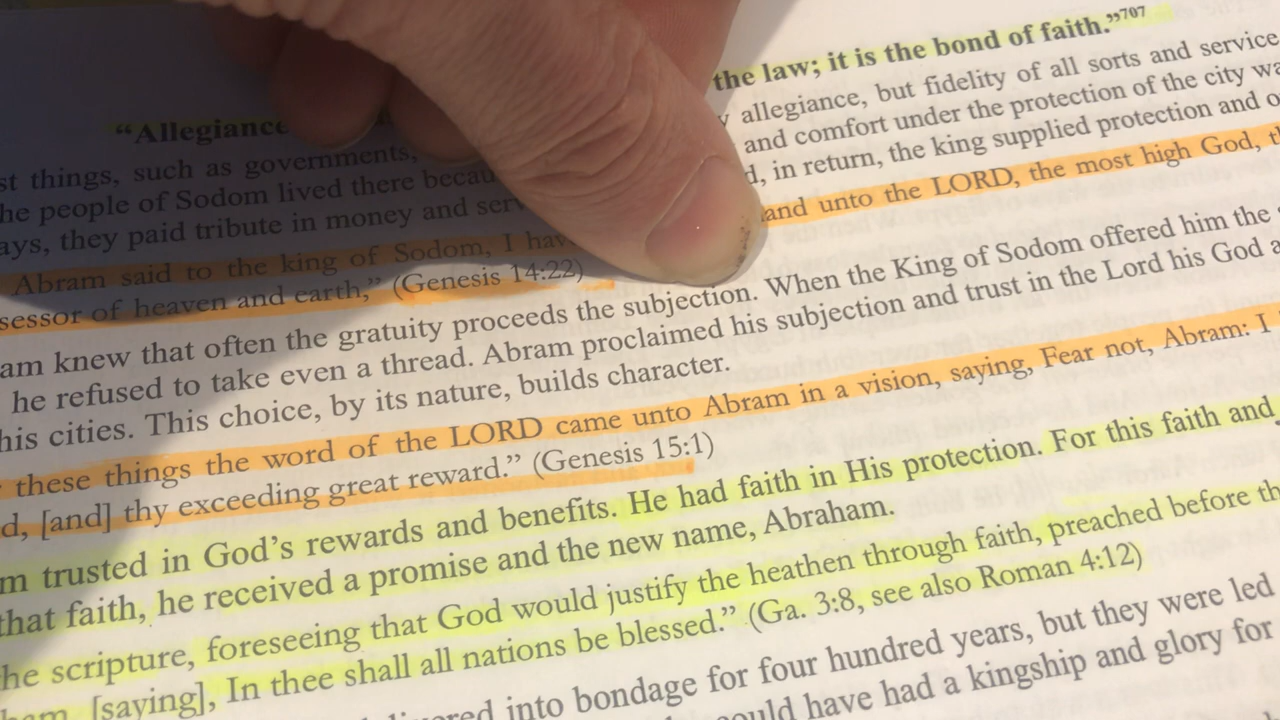 “Allegiance the law; it is the bond of faith.”707
st things, such as governments, allegiance, but fidelity of all sorts and service
he people of Sodom lived there becau and comfort under the protection of the city wa
ays, they paid tribute in money and serv d, in return, the king supplied protection and o
Abram said to the king of Sodom, I hav and unto the LORD, the most high God, th
sessor of heaven and earth,” (Genesis 14:22)
am knew that often the gratuity proceeds the subjection. When the King of Sodom offered him the
he refused to take even a thread. Abram proclaimed his subjection and trust in the Lord his God a
his cities. This choice, by its nature, builds character.
these things the word of the LORD came unto Abram in a vision, saying, Fear not, Abram: I
d, [and] thy exceeding great reward.” (Genesis 15:1)
m trusted in God’s rewards and benefits. He had faith in His protection. For this faith and
that faith, he received a promise and the new name, Abraham.
he scripture, foreseeing that God would justify the heathen through faith, preached before th
ham, [saying], In thee shall all nations be blessed.” (Ga. 3:8, see also Roman 4:12)
into bondage for four hundred years, but they were led
ould have had a kingship and glory for